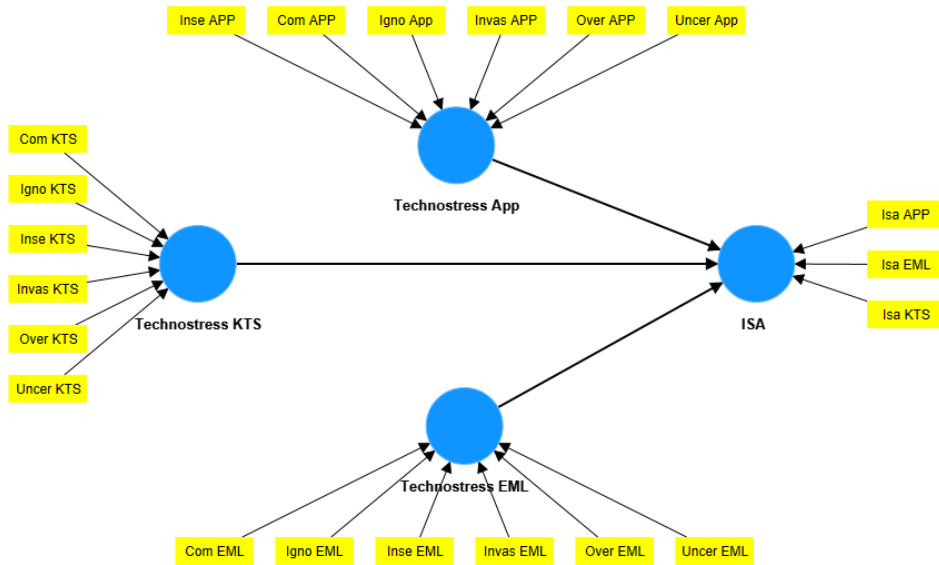 Inse APP
Com APP
Igno App
Invas APP
Over APP
Uncer App
Technostress App
Com KTS
Igno KTS
Inse KTS
Invas KTS
Over KTS
Uncer KTS
Technostress KTS
Isa APP
Isa EML
Isa KTS
ISA
Technostress EML
Com EML
Igno EML
Inse EML
Invas EML
Over EML
Uncer EML